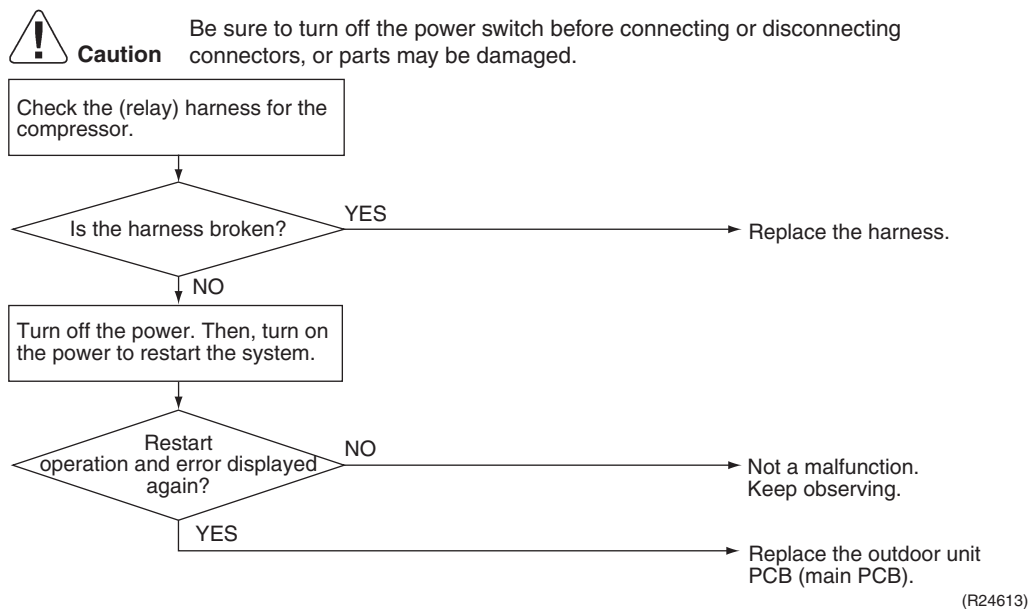 Be sure to turn off the power switch before connecting or disconnecting
Caution connectors, or parts may be damaged.
Check the (relay) harness for the
compressor.
Is the harness broken?
YES
Replace the harness.
NO
Turn off the power. Then, turn on
the power to restart the system.
Restart
operation and error displayed
again?
NO
Not a malfunction.
Keep observing.
YES
Replace the outdoor unit
PCB (main PCB).
(R24613)